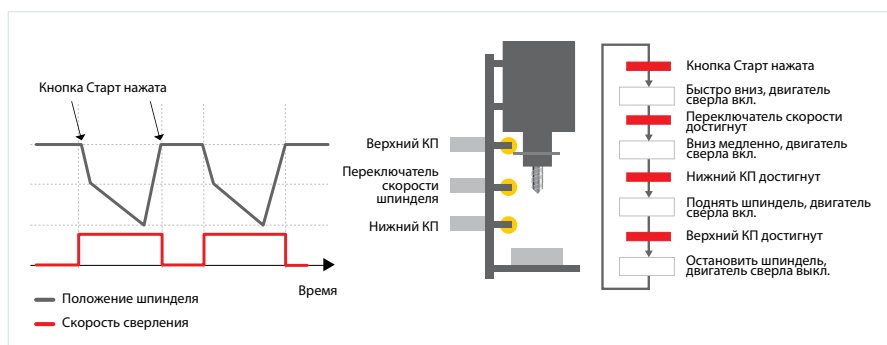 Кнопка Старт нажата
Время
Положение шпинделя
Скорость сверления
Верхний КП
Переключатель
скорости
шпинделя
Нижний КП
Кнопка Старт нажата
Быстро вниз, двигатель
сверла вкл.
Переключатель скорости
достигнут
Вниз медленно, двигатель
сверла вкл.
Нижний КП достигнут
Поднять шпиндель, двигатель
сверла вкл.
Верхний КП достигнут
Остановить шпиндель,
двигатель сверла выкл.